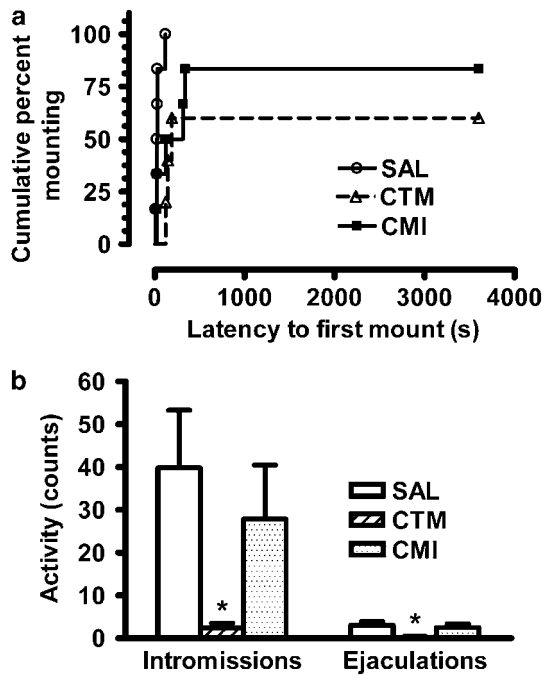 a
Cumulative percent
mounting
100
75
50
25
0
SAL
CTM
CMI
0 1000 2000 3000 4000
Latency to first mount (s)
b
Activity (counts)
60
50
40
30
20
10
0
*
*
SAL
CTM
CMI
Intromissions Ejaculations